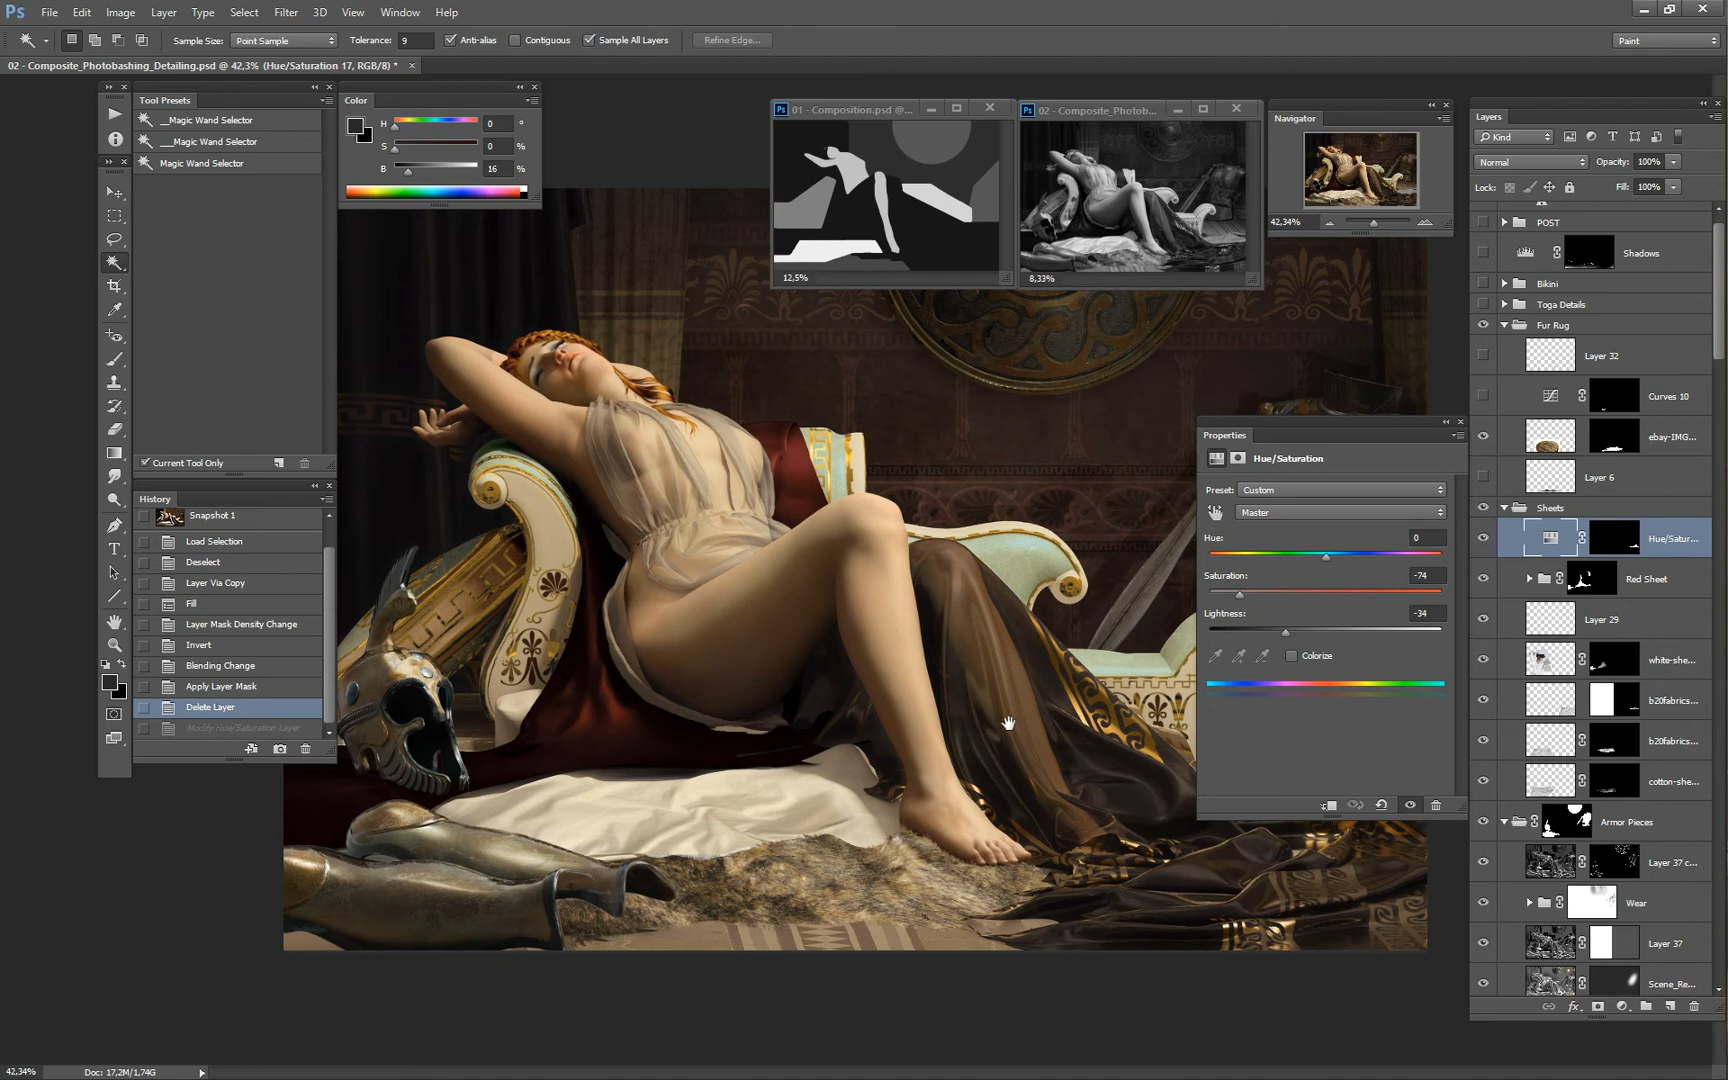 Ps File Edit Image Layer Type Select Filter 3D View Window Help
Sample Size: Point Sample Tolerance: 9 Anti-alias Contiguous Sample All Layers Refine Edge... Paint
02 - Composite_Photobashing_Detailing.psd @ 42,3% (Hue/Saturation 17, RGB/8) *
Tool Presets
__Magic Wand Selector
___Magic Wand Selector
Magic Wand Selector
Current Tool Only
History
Snapshot 1
Load Selection
Deselect
Layer Via Copy
Fill
Layer Mask Density Change
Invert
Blending Change
Apply Layer Mask
Delete Layer
Modify Hue/Saturation Layer
Color
H 0 °
S 0 %
B 16 %
Ps 01 - Composition.psd @...
12,5%
Ps 02 - Composite_Photob...
8,33%
Navigator
42,34%
Properties
Hue/Saturation
Preset: Custom
Master
Hue: 0
Saturation: -74
Lightness: -34
Colorize
Layers
Kind
Normal Opacity: 100%
Lock: Fill: 100%
POST
Shadows
Bikini
Toga Details
Fur Rug
Layer 32
Curves 10
ebay-IMG...
Layer 6
Sheets
Hue/Satur...
Red Sheet
Layer 29
white-she...
b20fabrics...
b20fabrics...
cotton-she...
Armor Pieces
Layer 37 c...
Wear
Layer 37
Scene_Re...
fx
42,34% Doc: 17,2M/1,74G